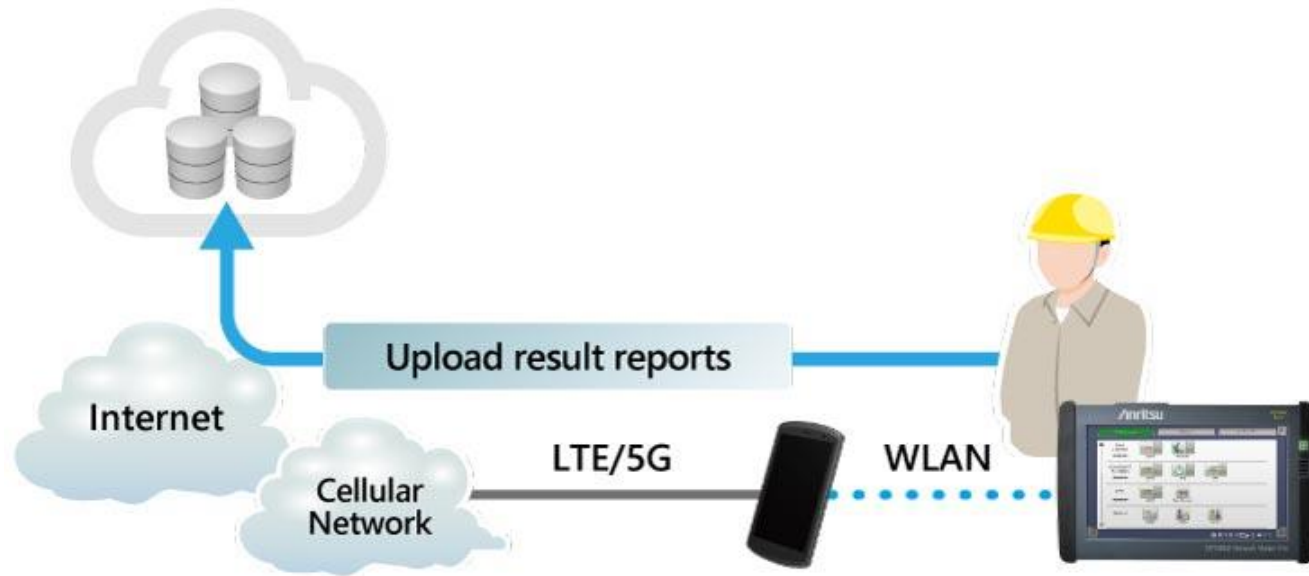 Upload result reports
Internet
Cellular
Network
LTE/5G
WLAN
Anritsu